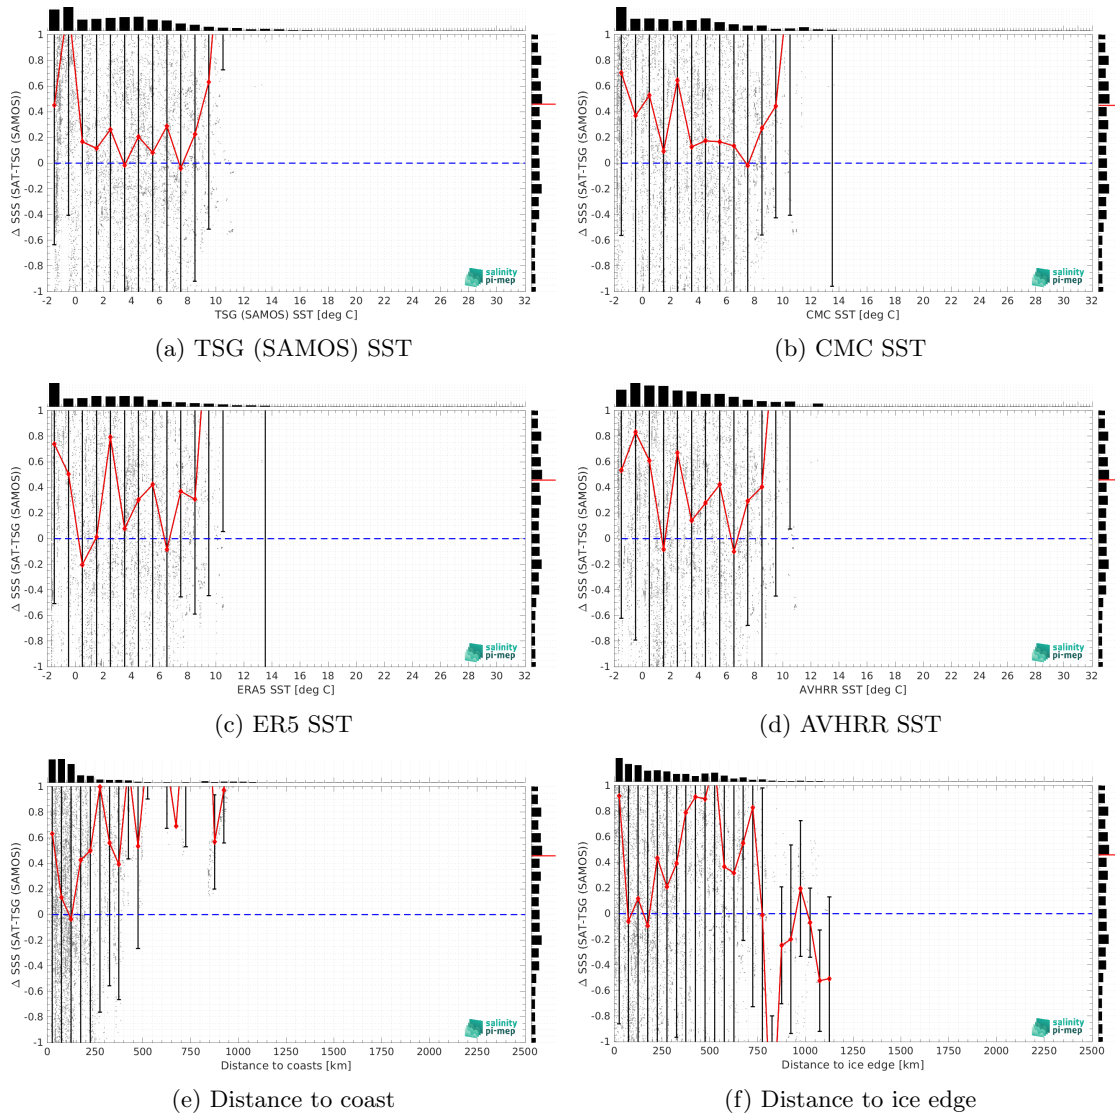 1
0.8
0.6
0.4
0.2
0
-0.2
-0.4
-0.6
-0.8
-1
Δ SSS (SAT-TSG (SAMOS))
-2 0 2 4 6 8 10 12 14 16 18 20 22 24 26 28 30 32
TSG (SAMOS) SST [deg C]
salinity
pi-mep
(a) TSG (SAMOS) SST
1
0.8
0.6
0.4
0.2
0
-0.2
-0.4
-0.6
-0.8
-1
Δ SSS (SAT-TSG (SAMOS))
-2 0 2 4 6 8 10 12 14 16 18 20 22 24 26 28 30 32
CMC SST [deg C]
salinity
pi-mep
(b) CMC SST
1
0.8
0.6
0.4
0.2
0
-0.2
-0.4
-0.6
-0.8
-1
Δ SSS (SAT-TSG (SAMOS))
-2 0 2 4 6 8 10 12 14 16 18 20 22 24 26 28 30 32
ERA5 SST [deg C]
salinity
pi-mep
(c) ER5 SST
1
0.8
0.6
0.4
0.2
0
-0.2
-0.4
-0.6
-0.8
-1
Δ SSS (SAT-TSG (SAMOS))
-2 0 2 4 6 8 10 12 14 16 18 20 22 24 26 28 30 32
AVHRR SST [deg C]
salinity
pi-mep
(d) AVHRR SST
1
0.8
0.6
0.4
0.2
0
-0.2
-0.4
-0.6
-0.8
-1
Δ SSS (SAT-TSG (SAMOS))
0 250 500 750 1000 1250 1500 1750 2000 2250 2500
Distance to coasts [km]
salinity
pi-mep
(e) Distance to coast
1
0.8
0.6
0.4
0.2
0
-0.2
-0.4
-0.6
-0.8
-1
Δ SSS (SAT-TSG (SAMOS))
0 250 500 750 1000 1250 1500 1750 2000 2250 2500
Distance to ice edge [km]
salinity
pi-mep
(f) Distance to ice edge